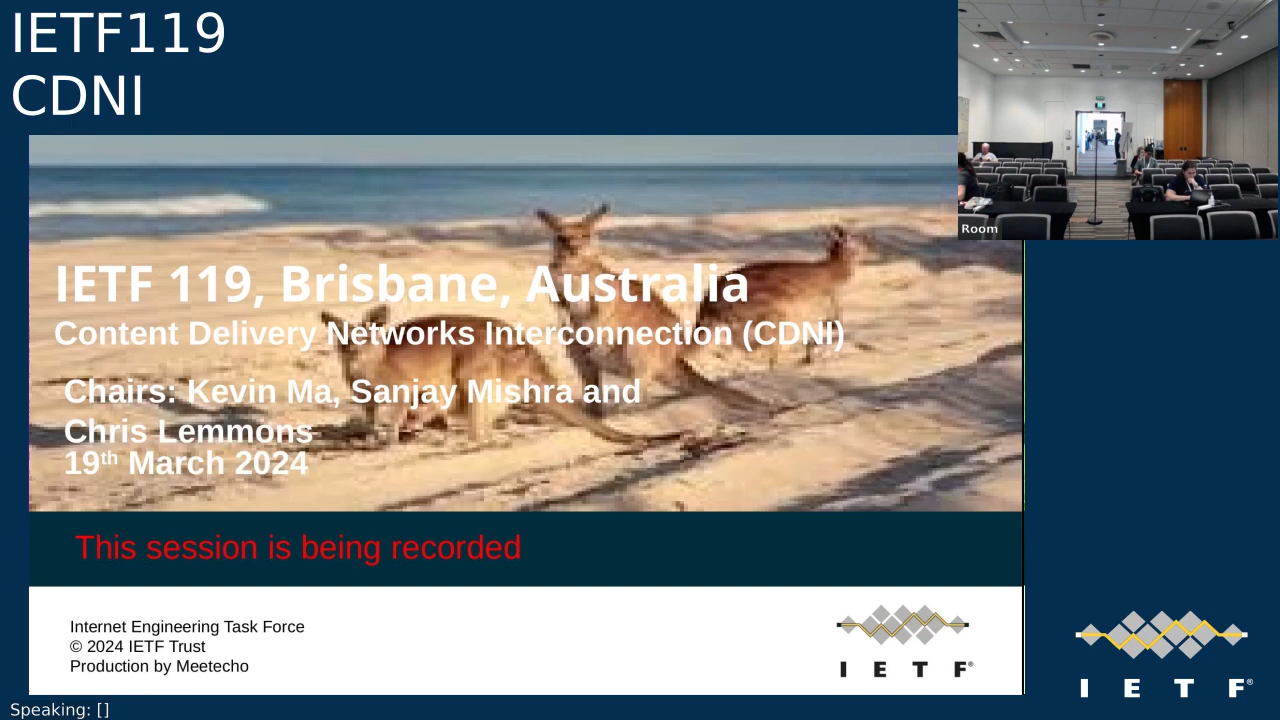 IETF119
CDNI
Room
IETF 119, Brisbane, Australia
Content Delivery Networks Interconnection (CDNI)
Chairs: Kevin Ma, Sanjay Mishra and
Chris Lemmons
19th March 2024
This session is being recorded
Internet Engineering Task Force
© 2024 IETF Trust
Production by Meetecho
I E T F®
I E T F®
Speaking: []